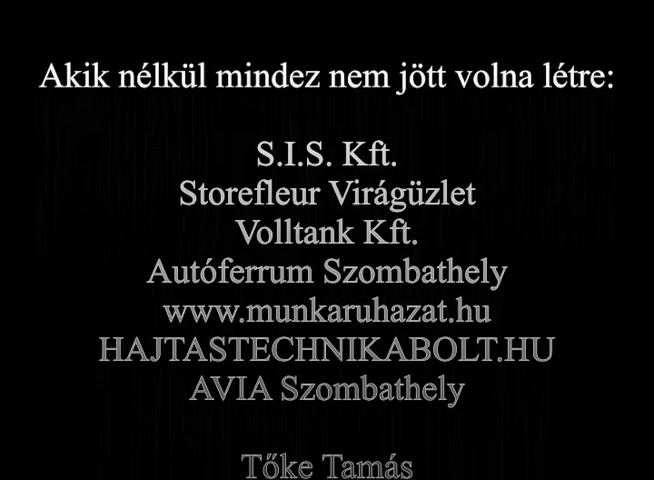 Akik nélkül mindez nem jött volna létre:
S.I.S. Kft.
Storefleur Virágüzlet
Volltank Kft.
Autóferrum Szombathely
www.munkaruhazat.hu
HAJTASTECHNIKABOLT.HU
AVIA Szombathely
Tőke Tamás